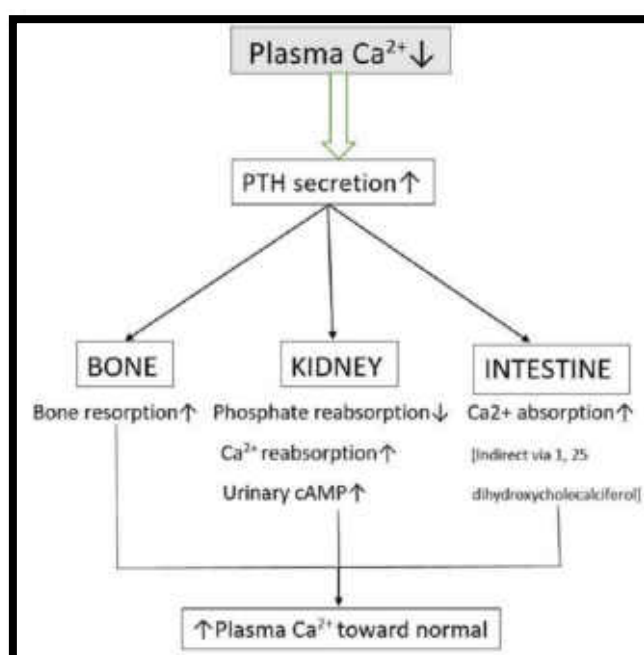 Plasma Ca²⁺↓
PTH secretion↑
BONE
Bone resorption↑
KIDNEY
Phosphate reabsorption↓
Ca²⁺ reabsorption↑
Urinary cAMP↑
INTESTINE
Ca2+ absorption↑
[Indirect via 1, 25
dihydroxycholecalciferol]
↑Plasma Ca²⁺ toward normal